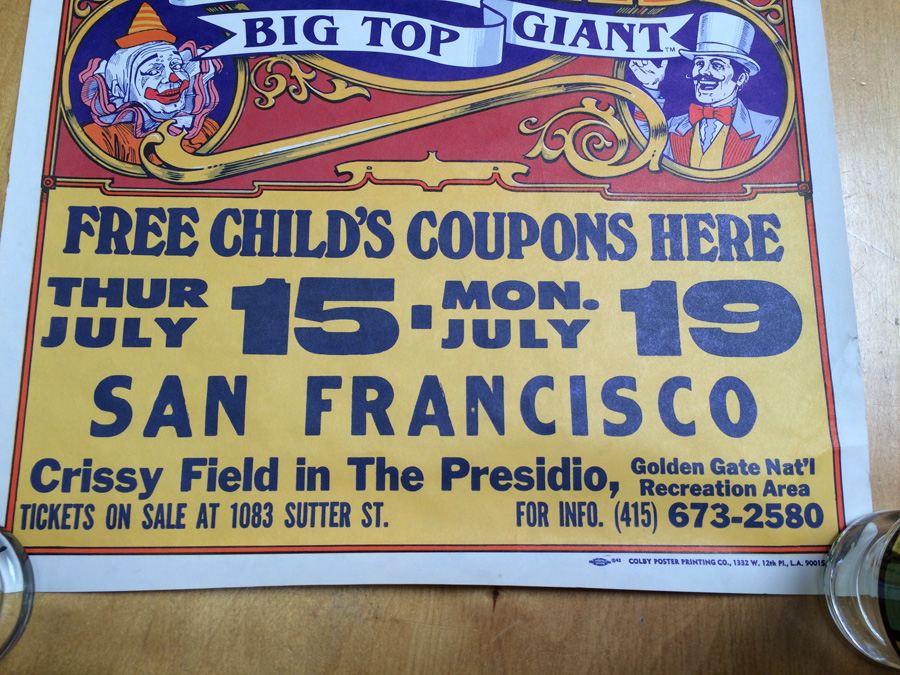 BIG TOP GIANT™
FREE CHILD'S COUPONS HERE
THUR JULY 15 - MON. JULY 19
SAN FRANCISCO
Crissy Field in The Presidio, Golden Gate Nat'l Recreation Area
TICKETS ON SALE AT 1083 SUTTER ST. FOR INFO. (415) 673-2580
COLBY POSTER PRINTING CO., 1332 W. 12th Pl., L.A. 90015